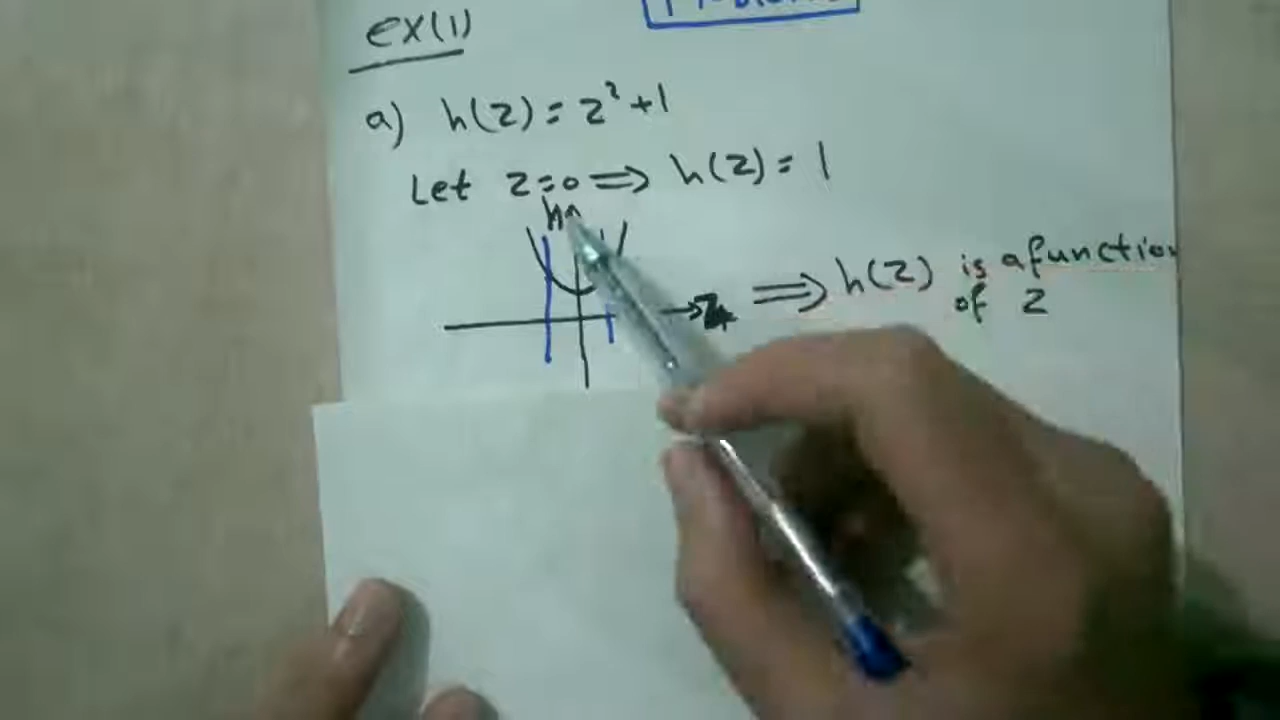 ex(1)
a) h(z) = z² + 1
Let z = 0 ⟹ h(z) = 1
h
→ z ⟹ h(z) is a function
of z